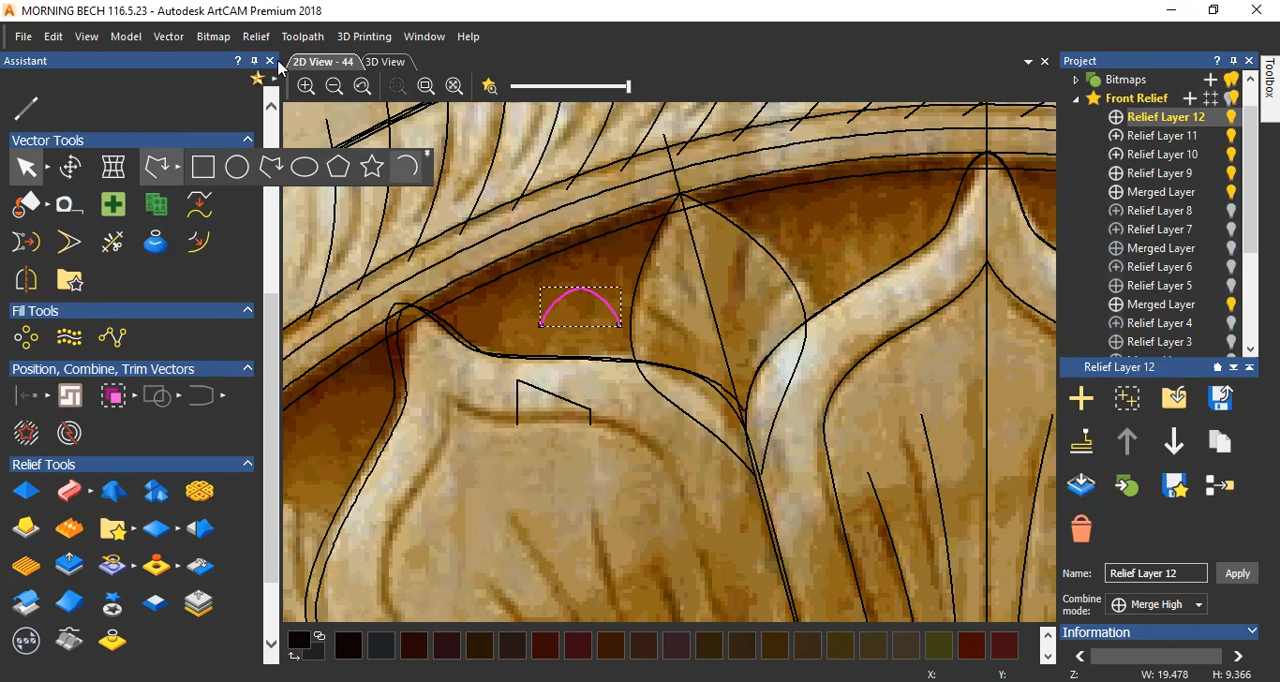 MORNING BECH 116.5.23 - Autodesk ArtCAM Premium 2018
File Edit View Model Vector Bitmap Relief Toolpath 3D Printing Window Help
Assistant ?
2D View - 44 3D View
Project ?
Toolbox
Bitmaps
Front Relief
Relief Layer 12
Relief Layer 11
Relief Layer 10
Relief Layer 9
Merged Layer
Relief Layer 8
Relief Layer 7
Merged Layer
Relief Layer 6
Relief Layer 5
Merged Layer
Relief Layer 4
Relief Layer 3
Vector Tools
Fill Tools
Position, Combine, Trim Vectors
Relief Tools
Relief Layer 12
Name: Relief Layer 12 Apply
Combine mode: Merge High
Information
X: Y: Z: W: 19.478 H: 9.366